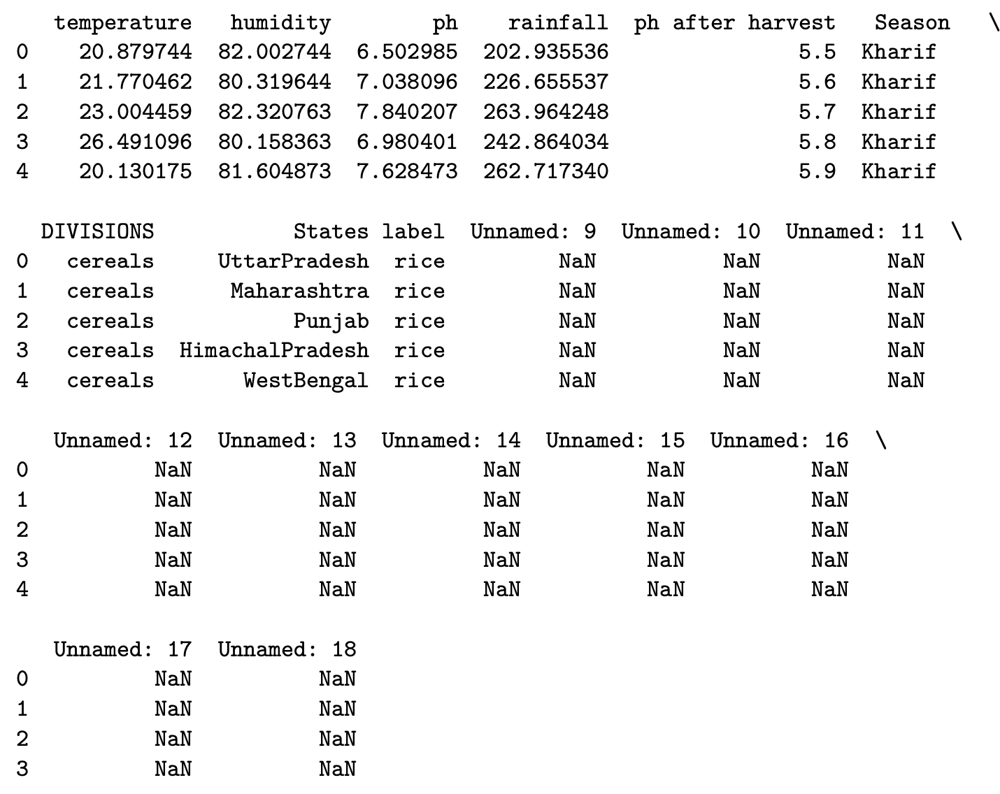 temperature humidity ph rainfall ph after harvest Season \
0 20.879744 82.002744 6.502985 202.935536 5.5 Kharif
1 21.770462 80.319644 7.038096 226.655537 5.6 Kharif
2 23.004459 82.320763 7.840207 263.964248 5.7 Kharif
3 26.491096 80.158363 6.980401 242.864034 5.8 Kharif
4 20.130175 81.604873 7.628473 262.717340 5.9 Kharif
DIVISIONS States label Unnamed: 9 Unnamed: 10 Unnamed: 11 \
0 cereals UttarPradesh rice NaN NaN NaN
1 cereals Maharashtra rice NaN NaN NaN
2 cereals Punjab rice NaN NaN NaN
3 cereals HimachalPradesh rice NaN NaN NaN
4 cereals WestBengal rice NaN NaN NaN
Unnamed: 12 Unnamed: 13 Unnamed: 14 Unnamed: 15 Unnamed: 16 \
0 NaN NaN NaN NaN NaN
1 NaN NaN NaN NaN NaN
2 NaN NaN NaN NaN NaN
3 NaN NaN NaN NaN NaN
4 NaN NaN NaN NaN NaN
Unnamed: 17 Unnamed: 18
0 NaN NaN
1 NaN NaN
2 NaN NaN
3 NaN NaN